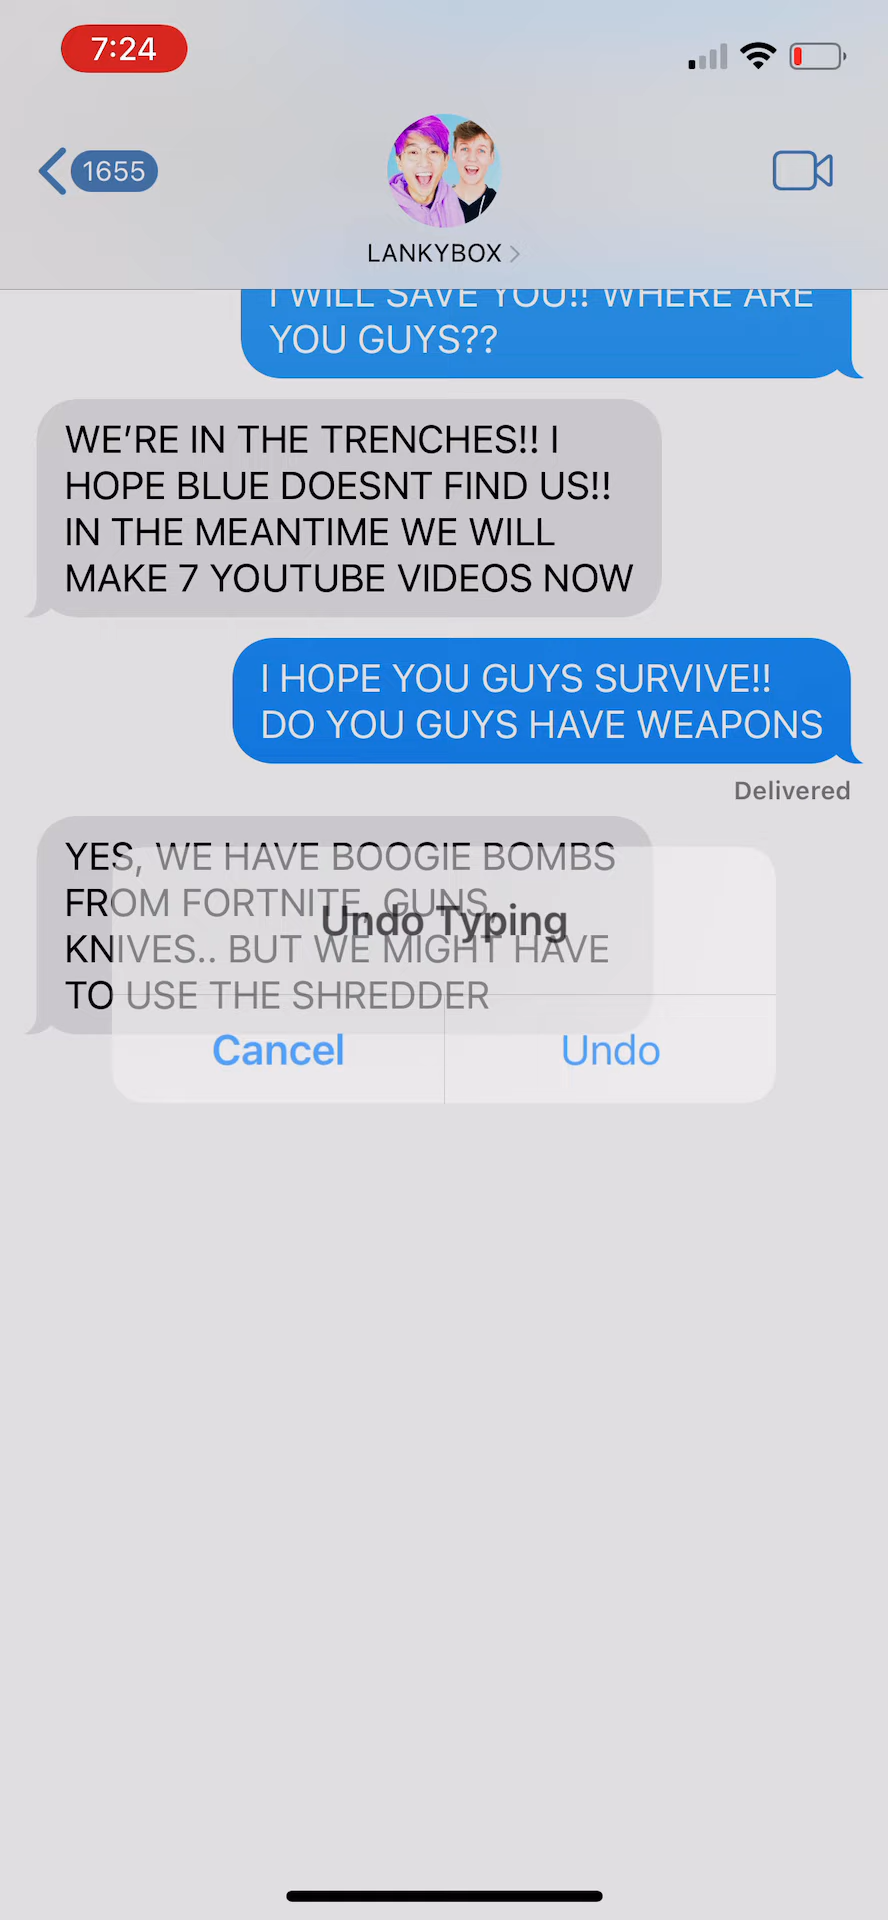 7:24
1655
LANKYBOX
I WILL SAVE YOU!! WHERE ARE
YOU GUYS??
WE'RE IN THE TRENCHES!! I
HOPE BLUE DOESNT FIND US!!
IN THE MEANTIME WE WILL
MAKE 7 YOUTUBE VIDEOS NOW
I HOPE YOU GUYS SURVIVE!!
DO YOU GUYS HAVE WEAPONS
Delivered
YES, WE HAVE BOOGIE BOMBS
FROM FORTNITE, GUNS,
KNIVES.. BUT WE MIGHT HAVE
TO USE THE SHREDDER
Undo Typing
Cancel
Undo